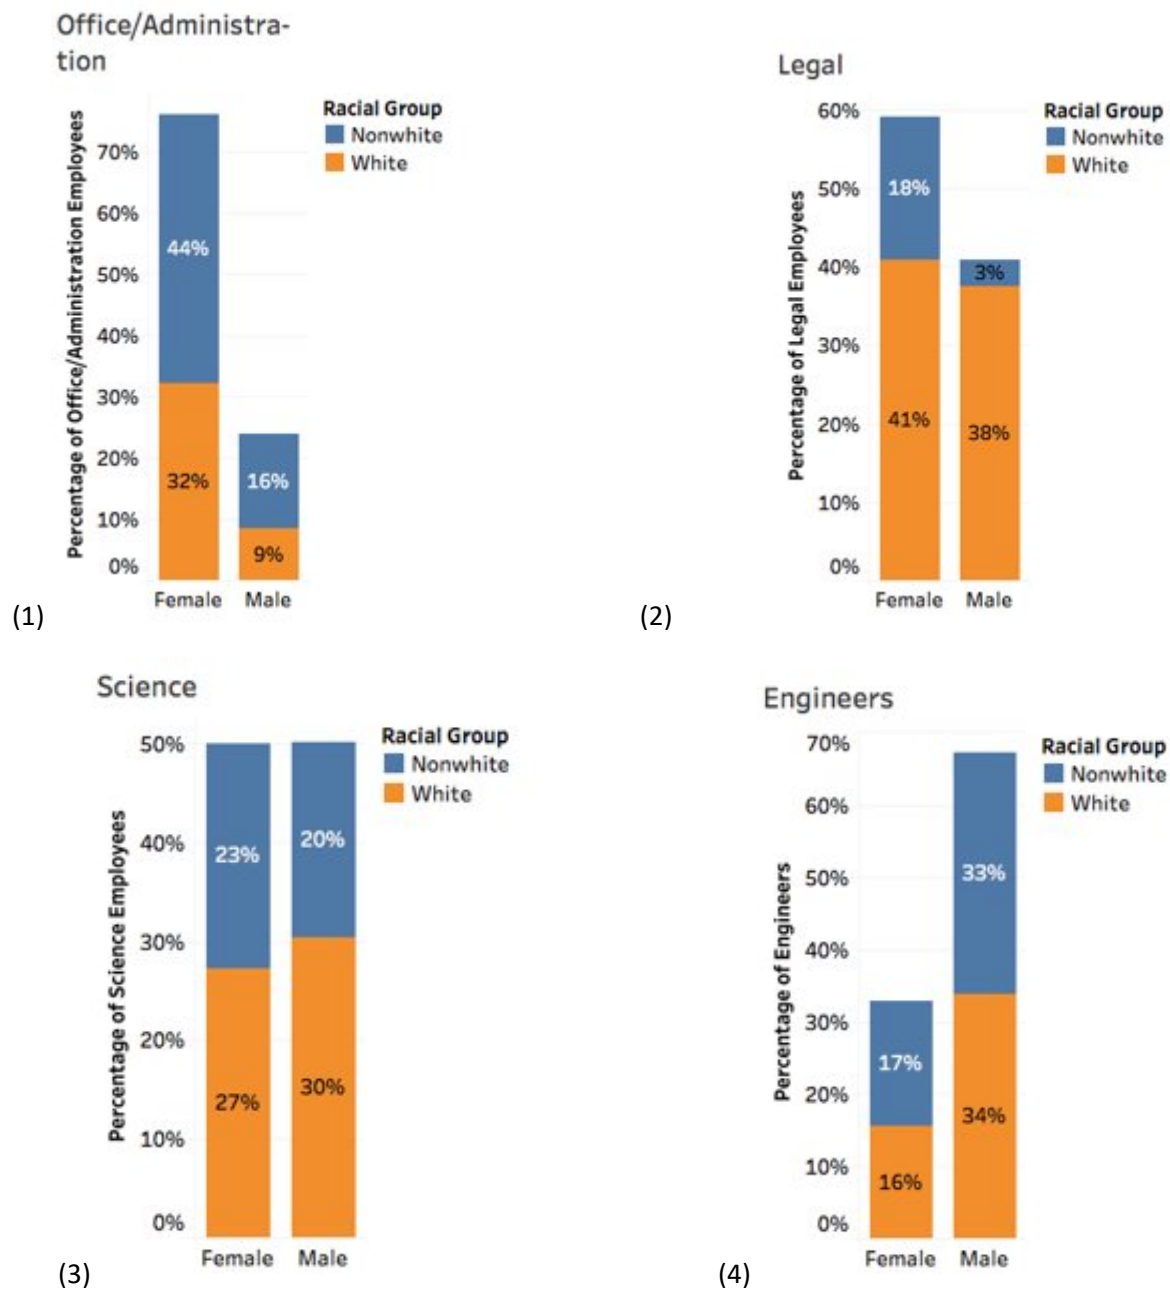 Office/Administra-
tion
Percentage of Office/Administration Employees
70%
60%
50%
40%
30%
20%
10%
0%
44%
32%
16%
9%
Female Male
Racial Group
Nonwhite
White
(1)
Legal
Percentage of Legal Employees
60%
50%
40%
30%
20%
10%
0%
18%
41%
3%
38%
Female Male
Racial Group
Nonwhite
White
(2)
Science
Percentage of Science Employees
50%
40%
30%
20%
10%
0%
23%
27%
20%
30%
Female Male
Racial Group
Nonwhite
White
(3)
Engineers
Percentage of Engineers
70%
60%
50%
40%
30%
20%
10%
0%
17%
16%
33%
34%
Female Male
Racial Group
Nonwhite
White
(4)